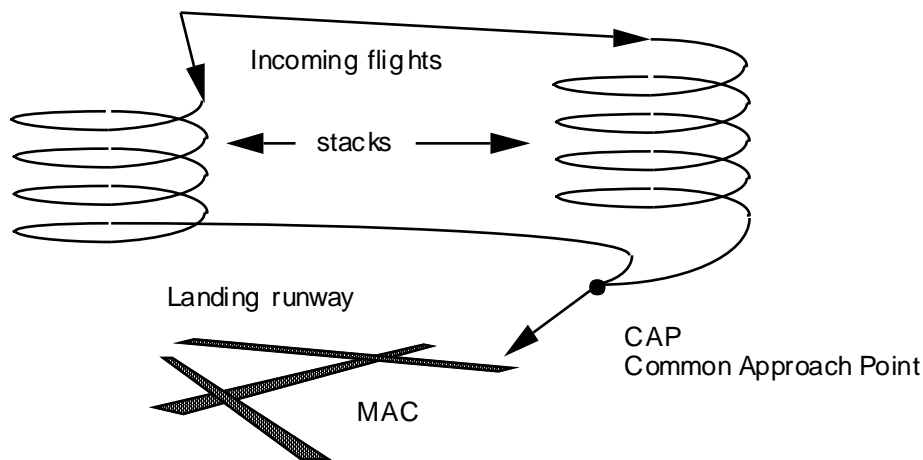 Incoming flights
stacks
Landing runway
CAP
Common Approach Point
MAC